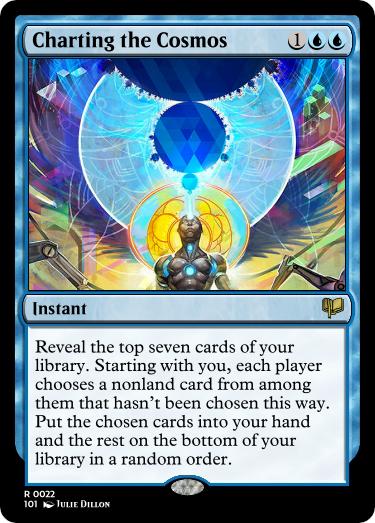 Charting the Cosmos 1
Instant
Reveal the top seven cards of your
library. Starting with you, each player
chooses a nonland card from among
them that hasn't been chosen this way.
Put the chosen cards into your hand
and the rest on the bottom of your
library in a random order.
R 0022
101 Julie Dillon